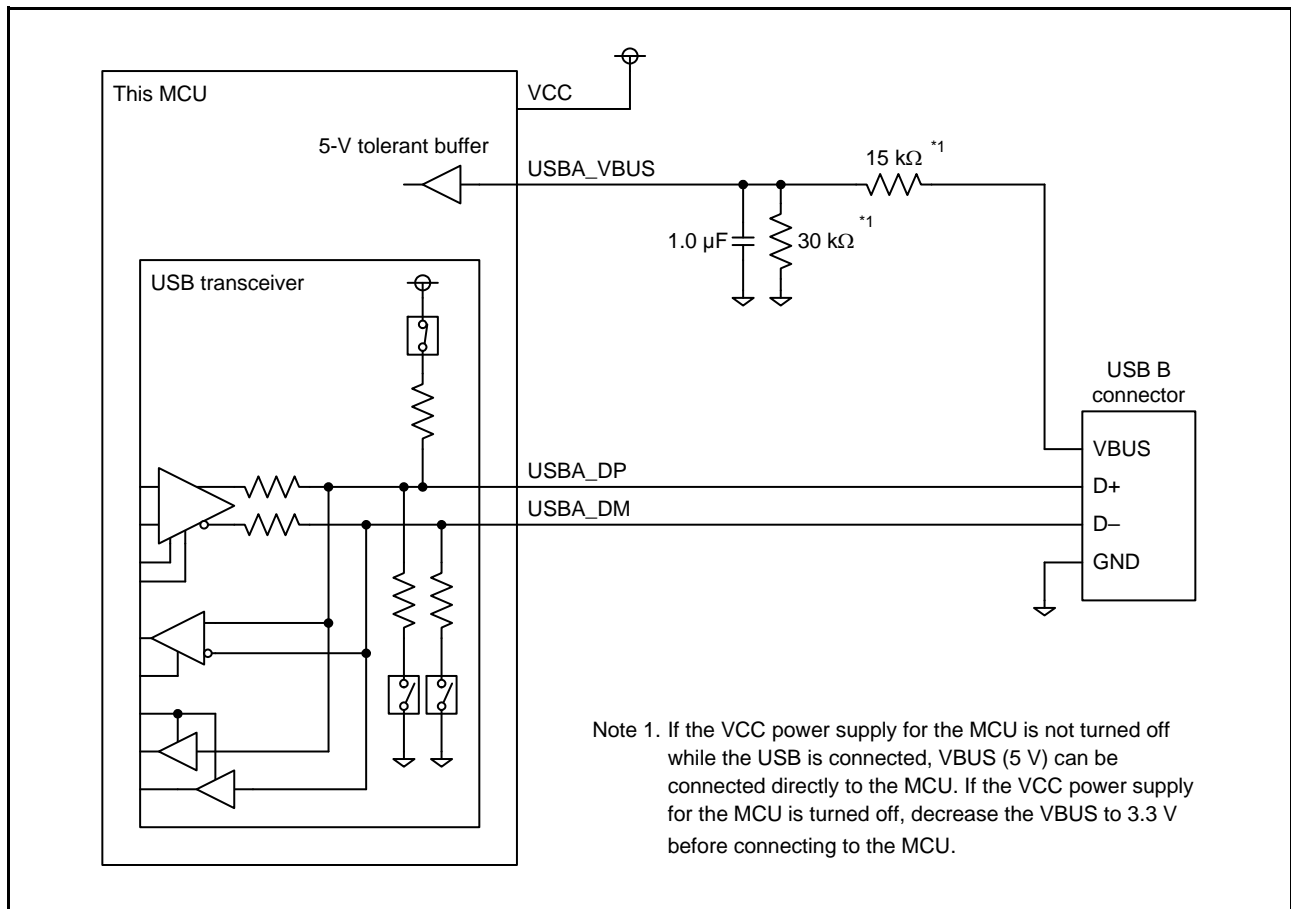 This MCU
VCC
5-V tolerant buffer
USBA_VBUS
15 kΩ *1
1.0 µF
30 kΩ *1
USB transceiver
USB B
connector
VBUS
USBA_DP
D+
USBA_DM
D–
GND
Note 1. If the VCC power supply for the MCU is not turned off
while the USB is connected, VBUS (5 V) can be
connected directly to the MCU. If the VCC power supply
for the MCU is turned off, decrease the VBUS to 3.3 V
before connecting to the MCU.